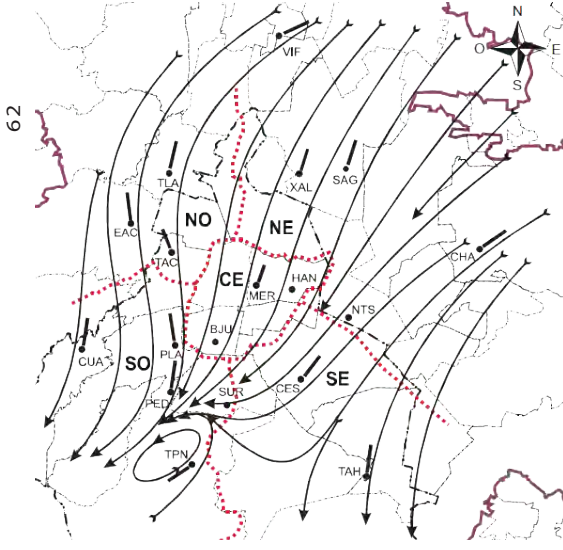 N
O E
S
VIF
62
TLA
XAL
SAG
NO
NE
EAC
CHA
TAC
CE
HAN
MER
NTS
BJU
CUA
SO
PLA
SE
CES
PED
SUR
TPN
TAH